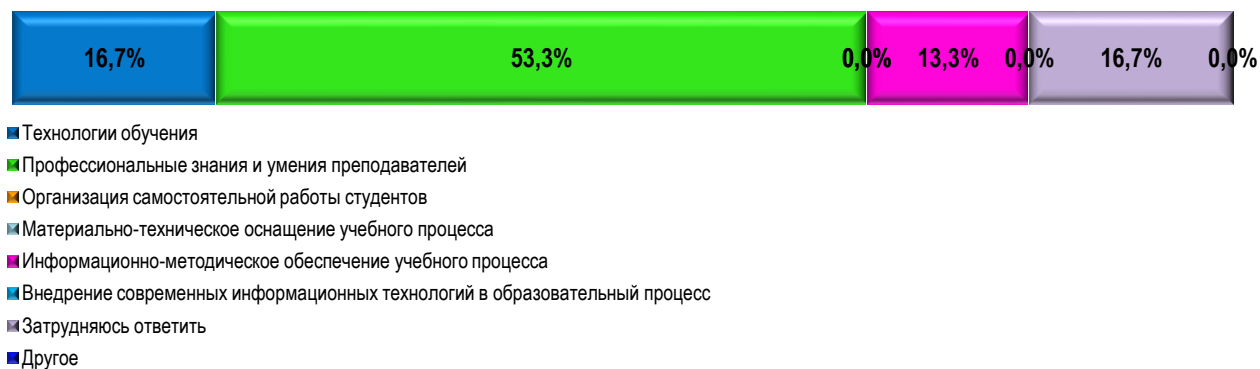 16,7% 53,3% 0,0% 13,3% 0,0% 16,7% 0,0%
Технологии обучения
Профессиональные знания и умения преподавателей
Организация самостоятельной работы студентов
Материально-техническое оснащение учебного процесса
Информационно-методическое обеспечение учебного процесса
Внедрение современных информационных технологий в образовательный процесс
Затрудняюсь ответить
Другое